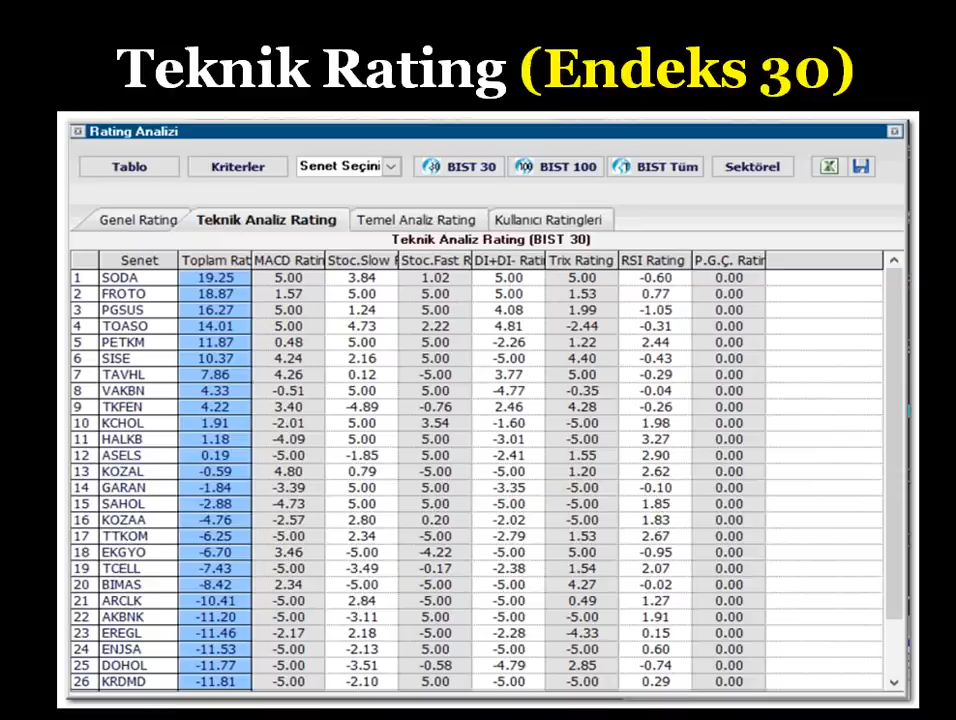 Teknik Rating (Endeks 30)
Rating Analizi
Tablo Kriterler Senet Seçini 30 BIST 30 100 BIST 100 BIST Tüm Sektörel
Genel Rating Teknik Analiz Rating Temel Analiz Rating Kullanıcı Ratingleri
Teknik Analiz Rating (BIST 30)
Senet Toplam Rat MACD Ratin Stoc.Slow R Stoc.Fast R DI+DI- Ratin Trix Rating RSI Rating P.G.Ç. Ratin
1 SODA 19.25 5.00 3.84 1.02 5.00 5.00 -0.60 0.00
2 FROTO 18.87 1.57 5.00 5.00 5.00 1.53 0.77 0.00
3 PGSUS 16.27 5.00 1.24 5.00 4.08 1.99 -1.05 0.00
4 TOASO 14.01 5.00 4.73 2.22 4.81 -2.44 -0.31 0.00
5 PETKM 11.87 0.48 5.00 5.00 -2.26 1.22 2.44 0.00
6 SISE 10.37 4.24 2.16 5.00 -5.00 4.40 -0.43 0.00
7 TAVHL 7.86 4.26 0.12 -5.00 3.77 5.00 -0.29 0.00
8 VAKBN 4.33 -0.51 5.00 5.00 -4.77 -0.35 -0.04 0.00
9 TKFEN 4.22 3.40 -4.89 -0.76 2.46 4.28 -0.26 0.00
10 KCHOL 1.91 -2.01 5.00 3.54 -1.60 -5.00 1.98 0.00
11 HALKB 1.18 -4.09 5.00 5.00 -3.01 -5.00 3.27 0.00
12 ASELS 0.19 -5.00 -1.85 5.00 -2.41 1.55 2.90 0.00
13 KOZAL -0.59 4.80 0.79 -5.00 -5.00 1.20 2.62 0.00
14 GARAN -1.84 -3.39 5.00 5.00 -3.35 -5.00 -0.10 0.00
15 SAHOL -2.88 -4.73 5.00 5.00 -5.00 -5.00 1.85 0.00
16 KOZAA -4.76 -2.57 2.80 0.20 -2.02 -5.00 1.83 0.00
17 TTKOM -6.25 -5.00 2.34 -5.00 -2.79 1.53 2.67 0.00
18 EKGYO -6.70 3.46 -5.00 -4.22 -5.00 5.00 -0.95 0.00
19 TCELL -7.43 -5.00 -3.49 -0.17 -2.38 1.54 2.07 0.00
20 BIMAS -8.42 2.34 -5.00 -5.00 -5.00 4.27 -0.02 0.00
21 ARCLK -10.41 -5.00 2.84 -5.00 -5.00 0.49 1.27 0.00
22 AKBNK -11.20 -5.00 -3.11 5.00 -5.00 -5.00 1.91 0.00
23 EREGL -11.46 -2.17 2.18 -5.00 -2.28 -4.33 0.15 0.00
24 ENJSA -11.53 -5.00 -2.13 5.00 -5.00 -5.00 0.60 0.00
25 DOHOL -11.77 -5.00 -3.51 -0.58 -4.79 2.85 -0.74 0.00
26 KRDMD -11.81 -5.00 -2.10 5.00 -5.00 -5.00 0.29 0.00